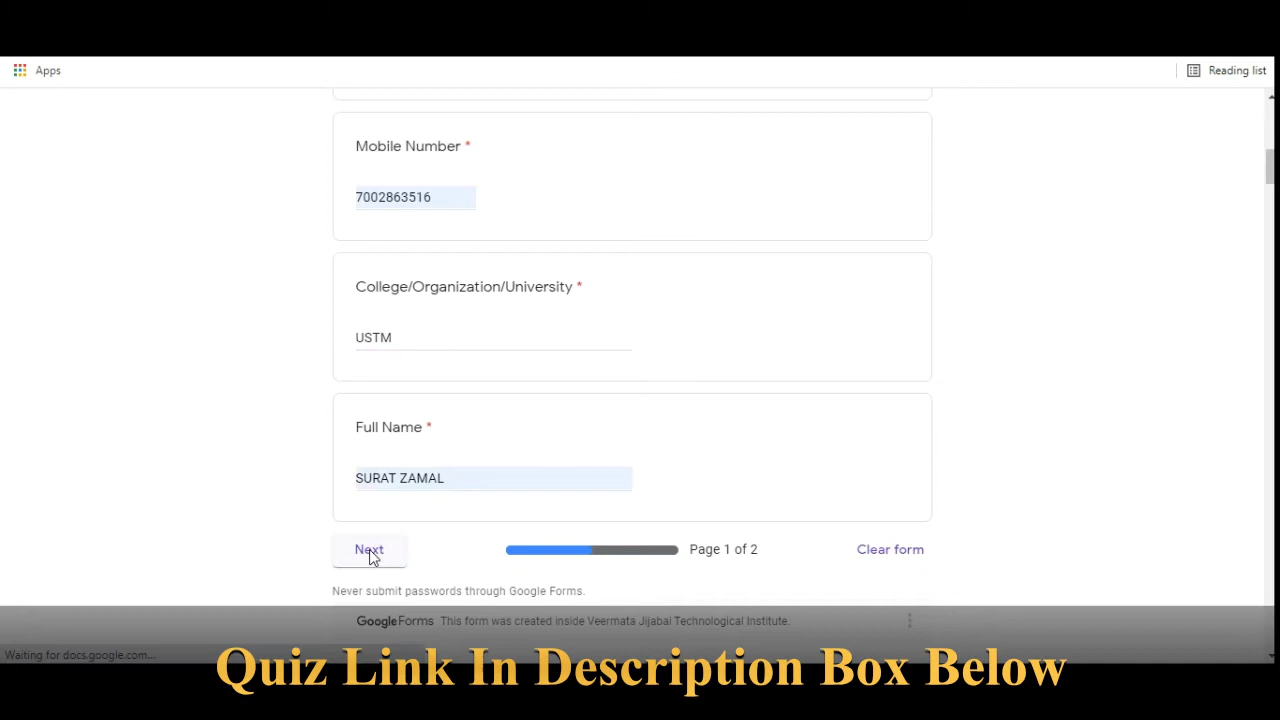 Apps
Reading list
Mobile Number *
7002863516
College/Organization/University *
USTM
Full Name *
SURAT ZAMAL
Next
Page 1 of 2
Clear form
Never submit passwords through Google Forms.
Google Forms This form was created inside Veermata Jijabai Technological Institute.
Waiting for docs.google.com...
Quiz Link In Description Box Below